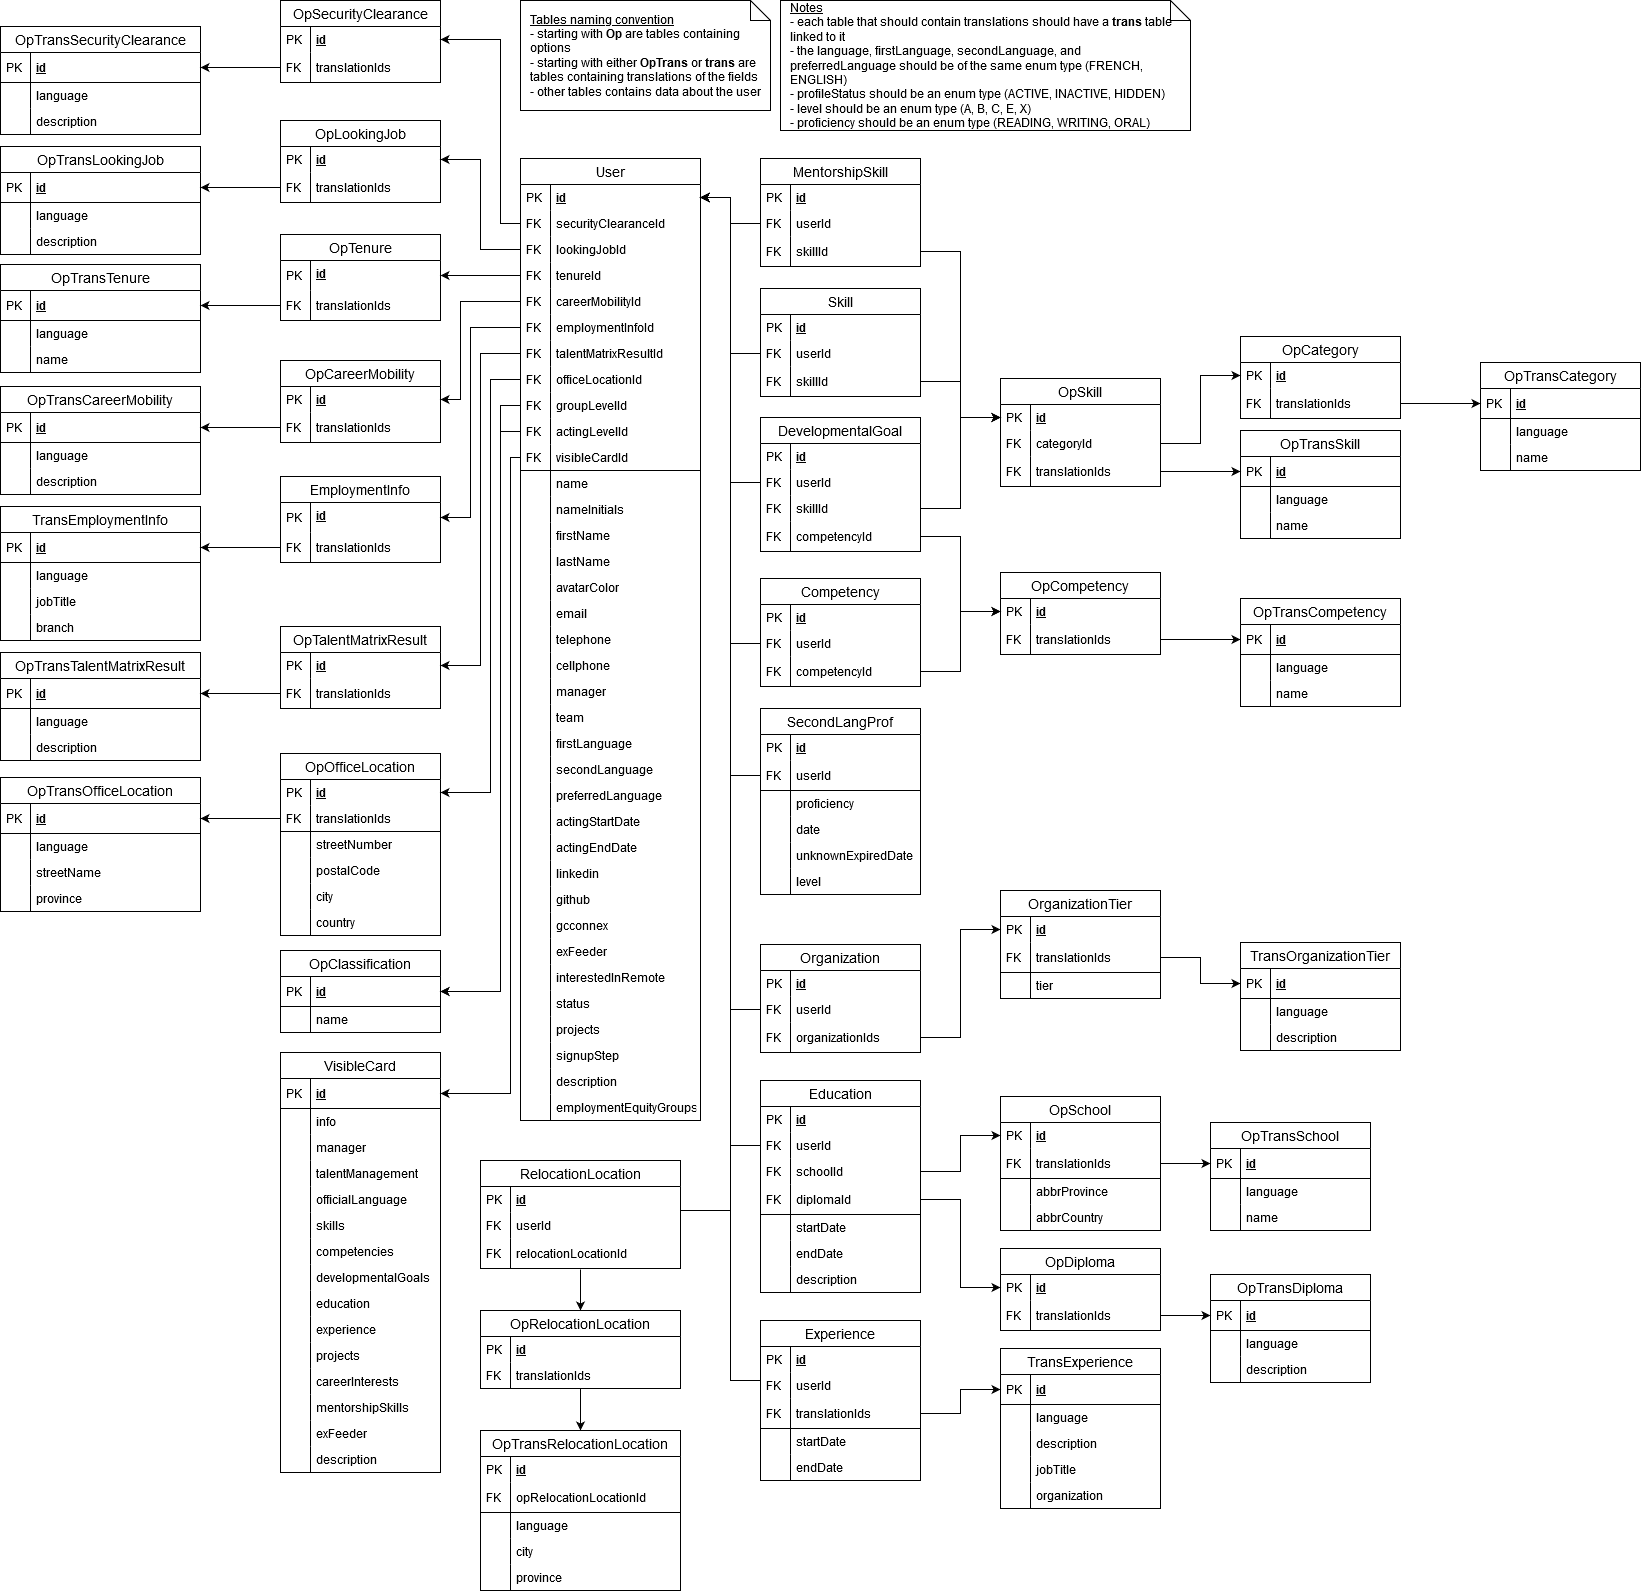 Tables naming convention
- starting with Op are tables containing
options
- starting with either OpTrans or trans are
tables containing translations of the fields
- other tables contains data about the user
Notes
- each table that should contain translations should have a trans table
linked to it
- the language, firstLanguage, secondLanguage, and
preferredLanguage should be of the same enum type (FRENCH,
ENGLISH)
- profileStatus should be an enum type (ACTIVE, INACTIVE, HIDDEN)
- level should be an enum type (A, B, C, E, X)
- proficiency should be an enum type (READING, WRITING, ORAL)
OpTransSecurityClearance
PK id
language
description
OpTransLookingJob
PK id
language
description
OpTransTenure
PK id
language
name
OpTransCareerMobility
PK id
language
description
TransEmploymentInfo
PK id
language
jobTitle
branch
OpTransTalentMatrixResult
PK id
language
description
OpTransOfficeLocation
PK id
language
streetName
province
OpSecurityClearance
PK id
FK translationIds
OpLookingJob
PK id
FK translationIds
OpTenure
PK id
FK translationIds
OpCareerMobility
PK id
FK translationIds
EmploymentInfo
PK id
FK translationIds
OpTalentMatrixResult
PK id
FK translationIds
OpOfficeLocation
PK id
FK translationIds
streetNumber
postalCode
city
country
OpClassification
PK id
name
VisibleCard
PK id
info
manager
talentManagement
officialLanguage
skills
competencies
developmentalGoals
education
experience
projects
careerInterests
mentorshipSkills
exFeeder
description
User
PK id
FK securityClearanceId
FK lookingJobId
FK tenureId
FK careerMobilityId
FK employmentInfoId
FK talentMatrixResultId
FK officeLocationId
FK groupLevelId
FK actingLevelId
FK visibleCardId
name
nameInitials
firstName
lastName
avatarColor
email
telephone
cellphone
manager
team
firstLanguage
secondLanguage
preferredLanguage
actingStartDate
actingEndDate
linkedin
github
gcconnex
exFeeder
interestedInRemote
status
projects
signupStep
description
employmentEquityGroups
RelocationLocation
PK id
FK userId
FK relocationLocationId
OpRelocationLocation
PK id
FK translationIds
OpTransRelocationLocation
PK id
FK opRelocationLocationId
language
city
province
MentorshipSkill
PK id
FK userId
FK skillId
Skill
PK id
FK userId
FK skillId
DevelopmentalGoal
PK id
FK userId
FK skillId
FK competencyId
Competency
PK id
FK userId
FK competencyId
SecondLangProf
PK id
FK userId
proficiency
date
unknownExpiredDate
level
Organization
PK id
FK userId
FK organizationIds
Education
PK id
FK userId
FK schoolId
FK diplomaId
startDate
endDate
description
Experience
PK id
FK userId
FK translationIds
startDate
endDate
OpSkill
PK id
FK categoryId
FK translationIds
OpCompetency
PK id
FK translationIds
OrganizationTier
PK id
FK translationIds
tier
OpSchool
PK id
FK translationIds
abbrProvince
abbrCountry
OpDiploma
PK id
FK translationIds
TransExperience
PK id
language
description
jobTitle
organization
OpCategory
PK id
FK translationIds
OpTransSkill
PK id
language
name
OpTransCompetency
PK id
language
name
TransOrganizationTier
PK id
language
description
OpTransSchool
PK id
language
name
OpTransDiploma
PK id
language
description
OpTransCategory
PK id
language
name